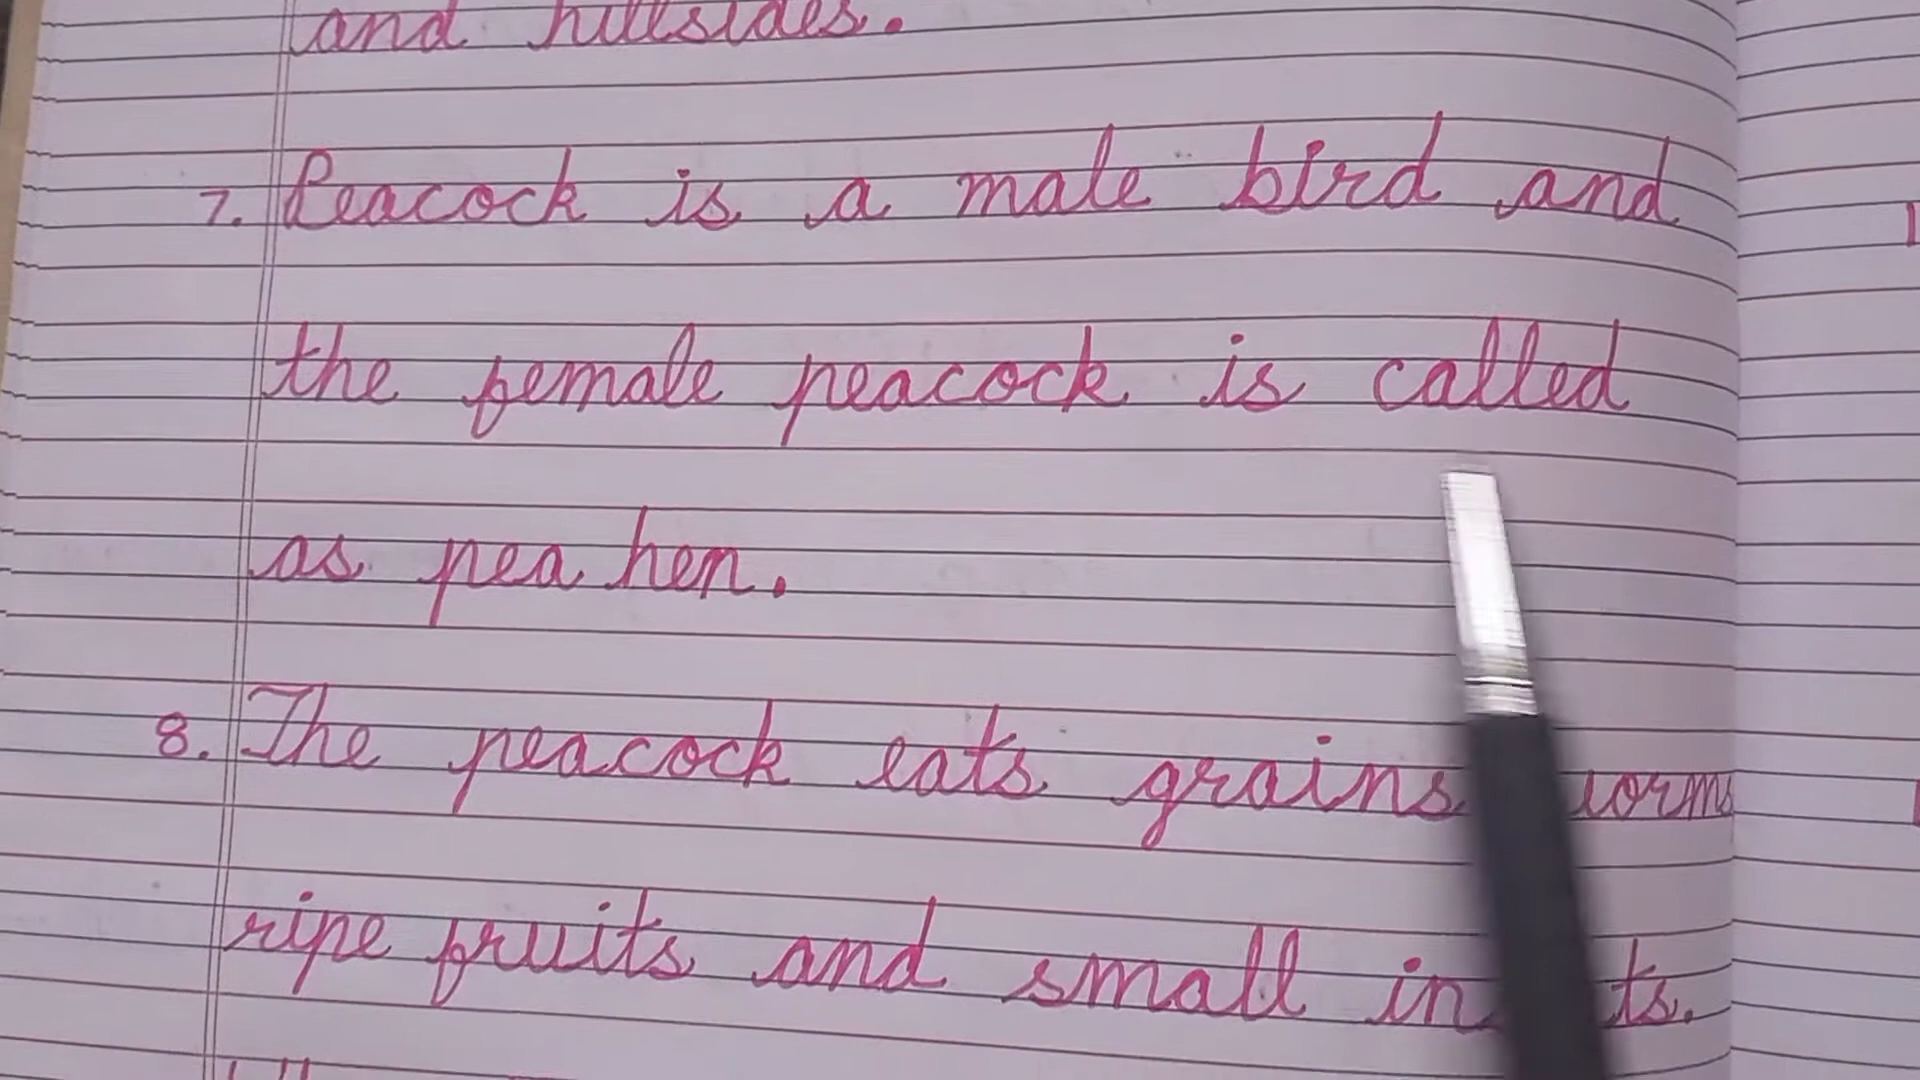 and hillsides.
7. Peacock is a male bird and
the female peacock is called
as pea hen.
8. The peacock eats grains worms
ripe fruits and small